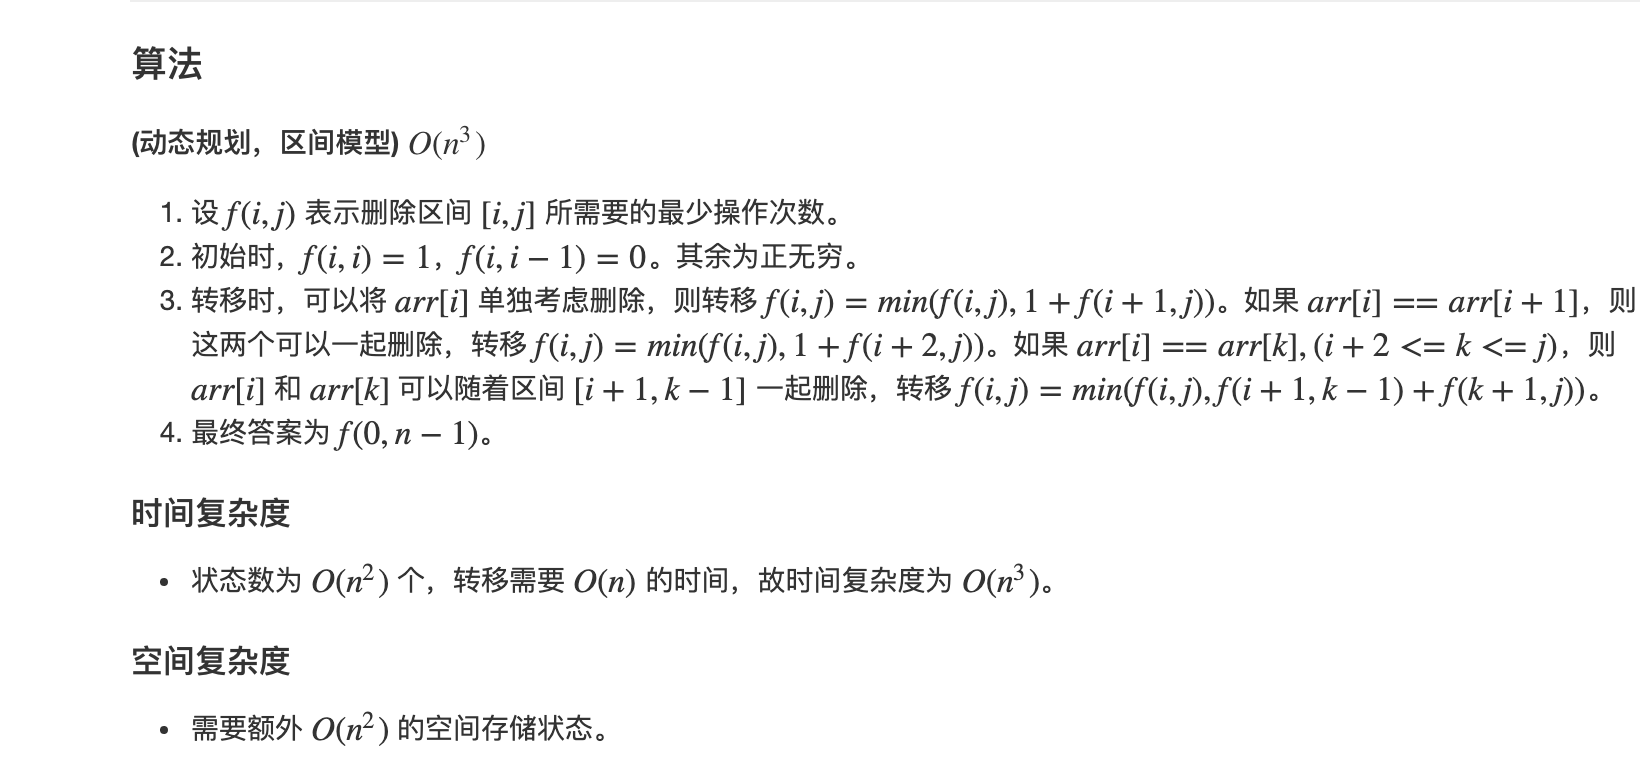 算法
(动态规划，区间模型) O(n³)
1. 设 f(i, j) 表示删除区间 [i, j] 所需要的最少操作次数。
2. 初始时，f(i, i) = 1，f(i, i − 1) = 0。其余为正无穷。
3. 转移时，可以将 arr[i] 单独考虑删除，则转移 f(i, j) = min(f(i, j), 1 + f(i + 1, j))。如果 arr[i] == arr[i + 1]，则
这两个可以一起删除，转移 f(i, j) = min(f(i, j), 1 + f(i + 2, j))。如果 arr[i] == arr[k], (i + 2 <= k <= j)，则
arr[i] 和 arr[k] 可以随着区间 [i + 1, k − 1] 一起删除，转移 f(i, j) = min(f(i, j), f(i + 1, k − 1) + f(k + 1, j))。
4. 最终答案为 f(0, n − 1)。
时间复杂度
• 状态数为 O(n²) 个，转移需要 O(n) 的时间，故时间复杂度为 O(n³)。
空间复杂度
• 需要额外 O(n²) 的空间存储状态。